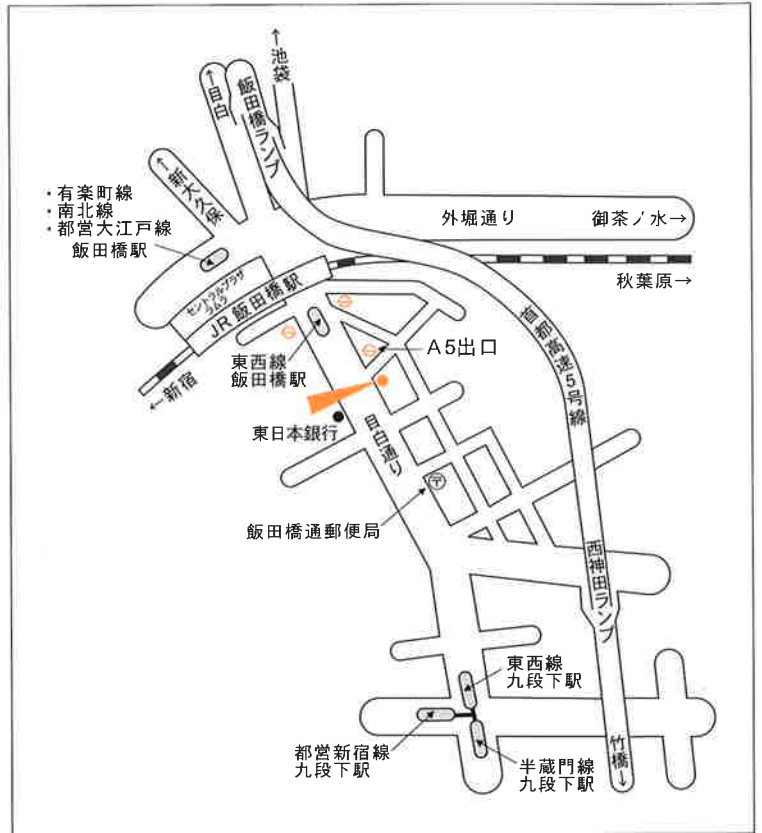 ↑池袋
↑目白
飯田橋ランプ
↑新大久保
・有楽町線
・南北線
・都営大江戸線
飯田橋駅
外堀通り
御茶ノ水→
秋葉原→
セントラルプラザ
ラムラ
JR 飯田橋駅
←新宿
東西線
飯田橋駅
A5出口
首都高速5号線
東日本銀行
目白通り
〒
飯田橋通郵便局
西神田ランプ
東西線
九段下駅
都営新宿線
九段下駅
半蔵門線
九段下駅
竹橋→